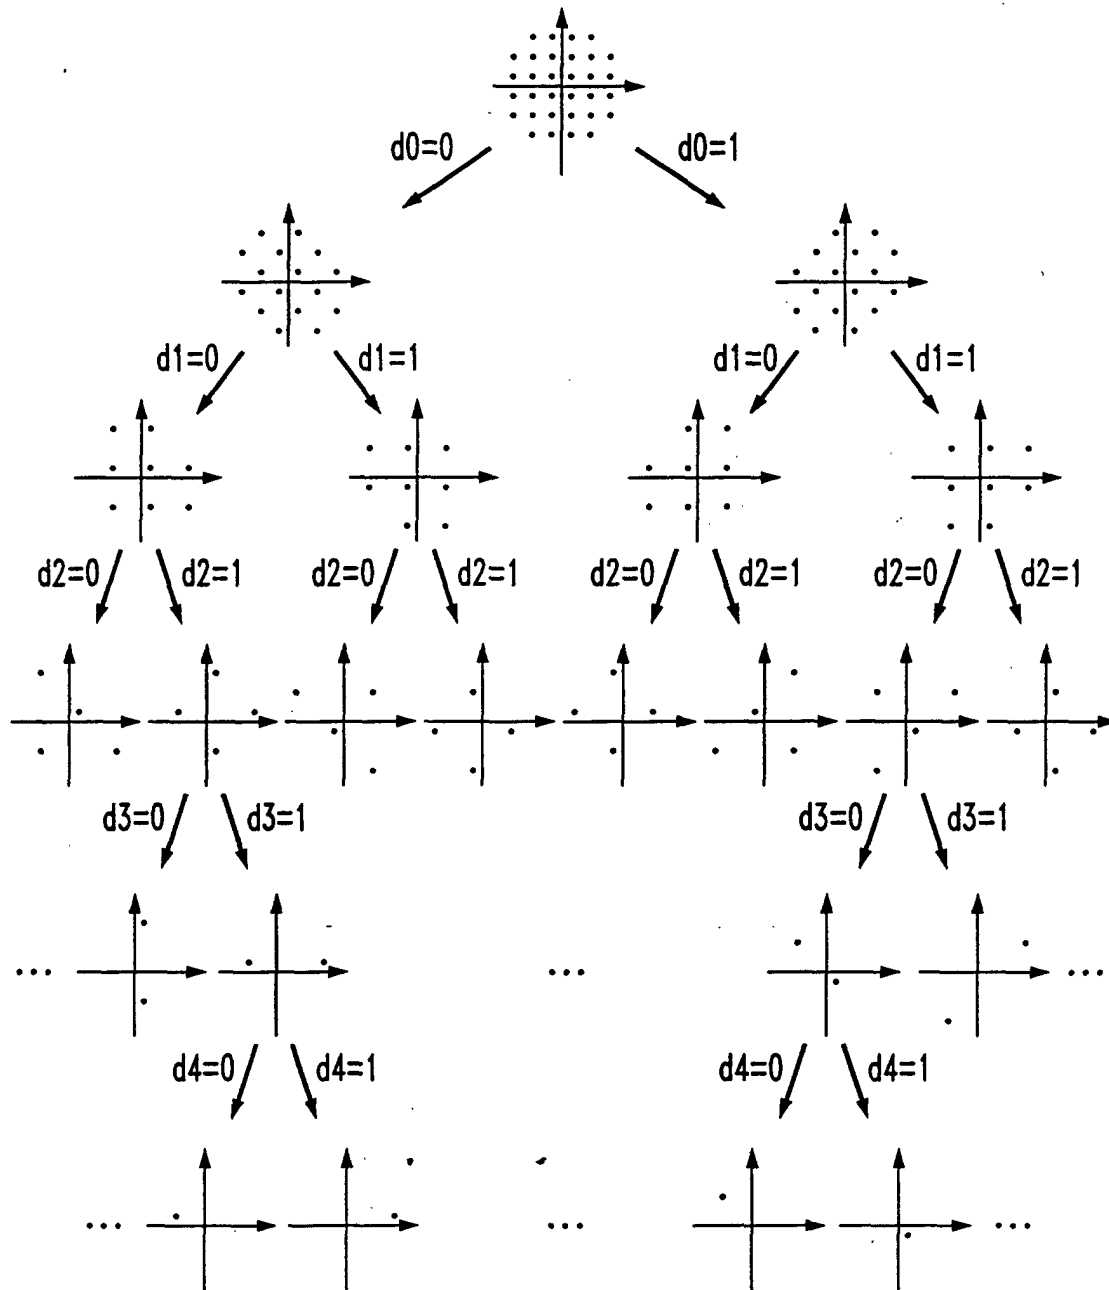 d0=0 d0=1
d1=0 d1=1 d1=0 d1=1
d2=0 d2=1 d2=0 d2=1 d2=0 d2=1 d2=0 d2=1
d3=0 d3=1 d3=0 d3=1
... ... ...
d4=0 d4=1 d4=0 d4=1
... ... ...